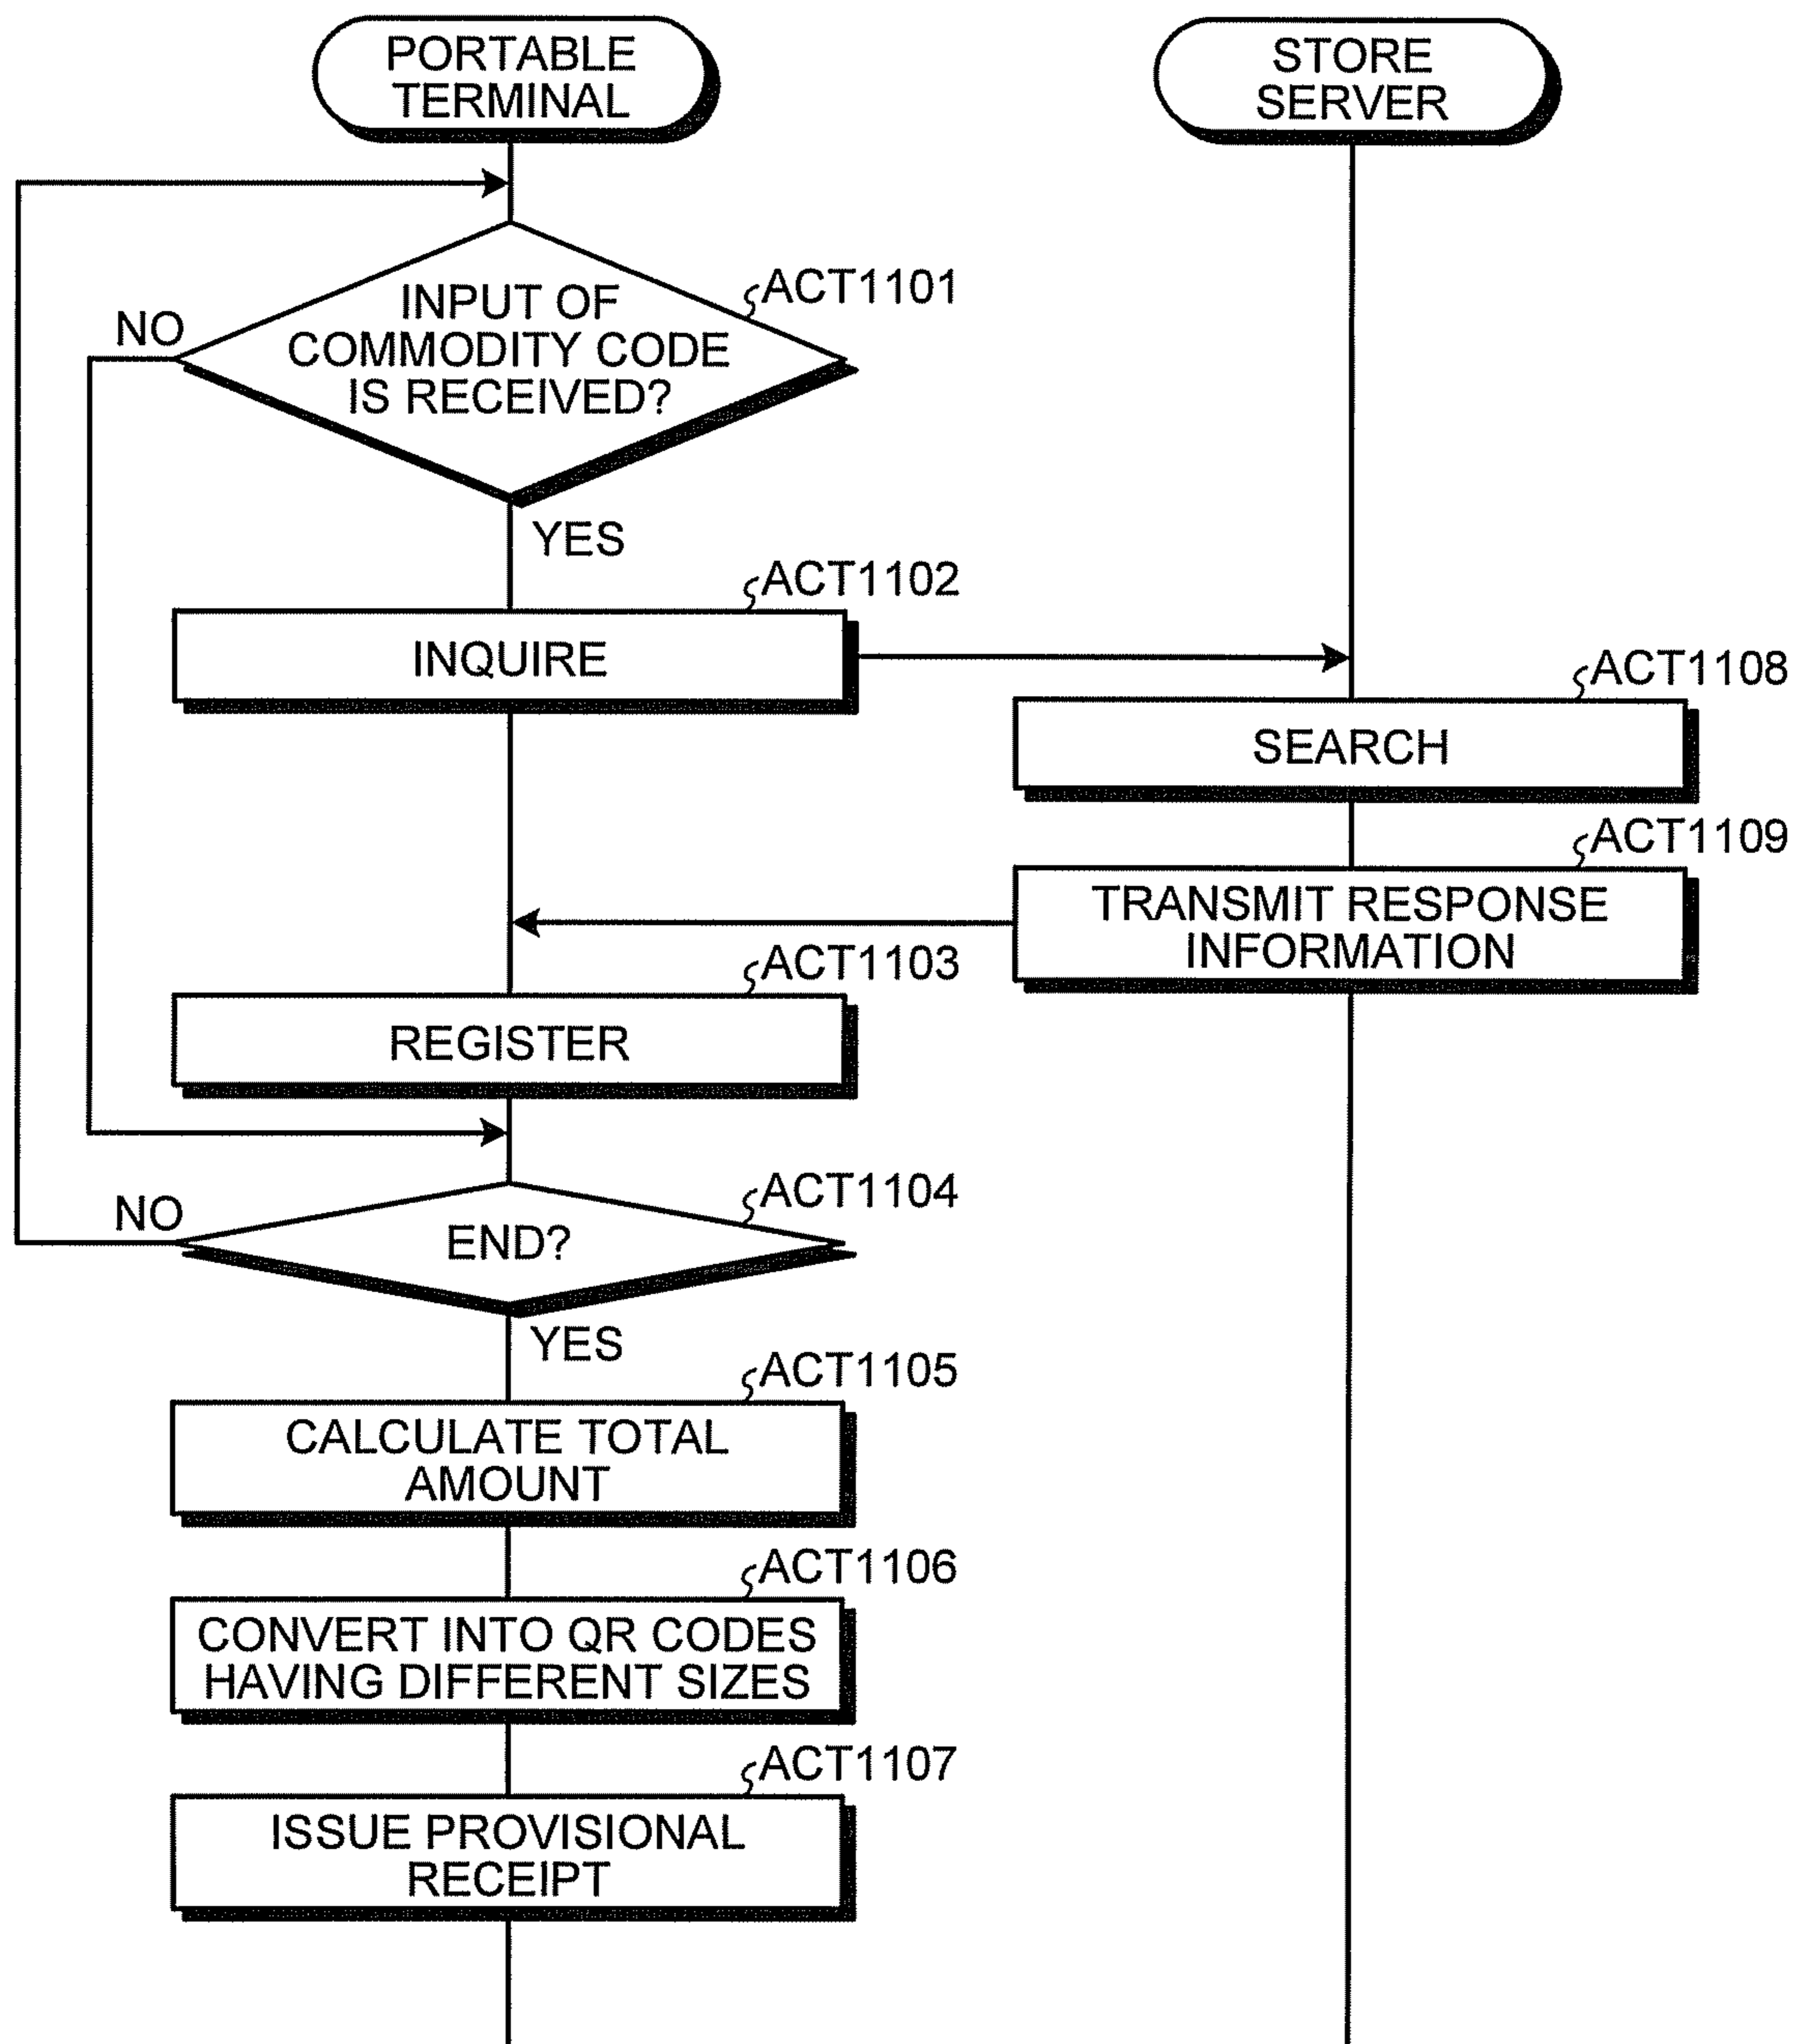 PORTABLE
TERMINAL
STORE
SERVER
ACT1101
INPUT OF
COMMODITY CODE
IS RECEIVED?
NO
YES
ACT1102
INQUIRE
ACT1108
SEARCH
ACT1109
TRANSMIT RESPONSE
INFORMATION
ACT1103
REGISTER
ACT1104
NO
END?
YES
ACT1105
CALCULATE TOTAL
AMOUNT
ACT1106
CONVERT INTO QR CODES
HAVING DIFFERENT SIZES
ACT1107
ISSUE PROVISIONAL
RECEIPT